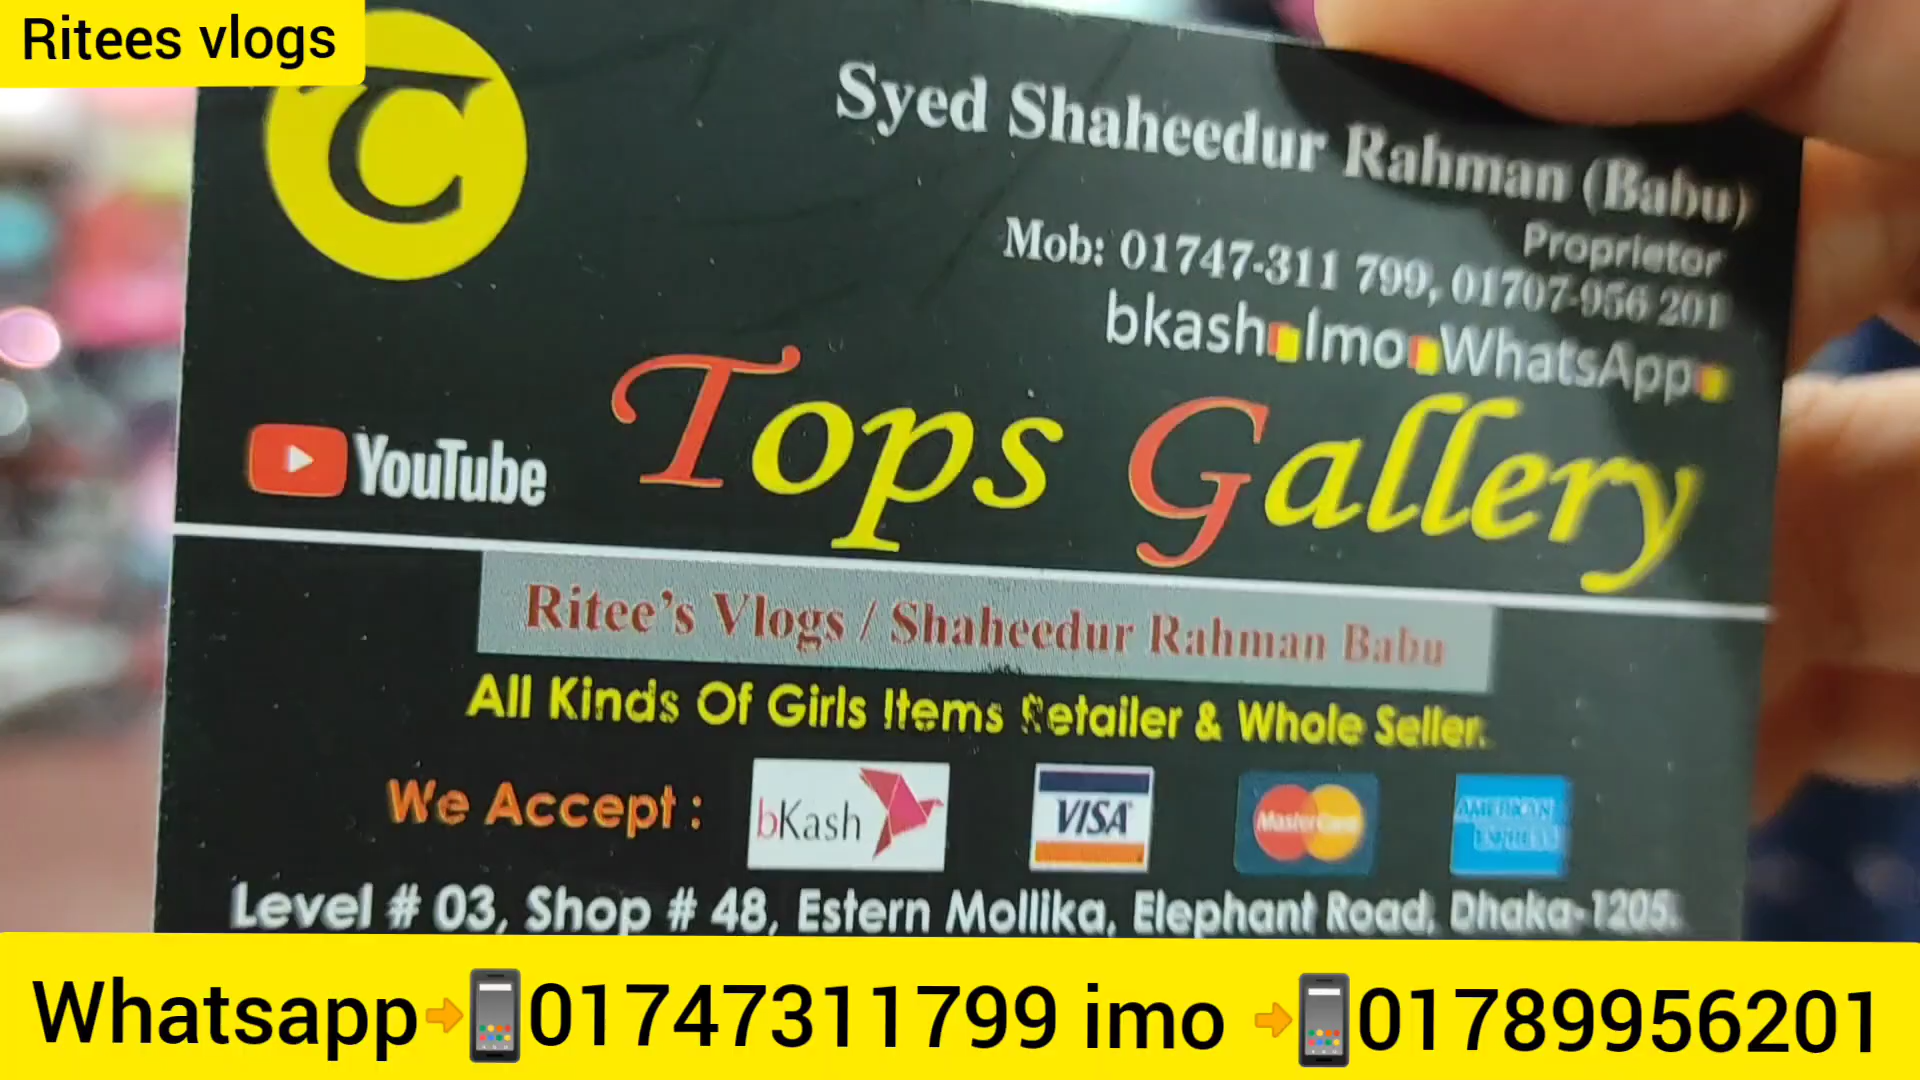 Ritees vlogs
Syed Shaheedur Rahman (Babu)
Proprietor
Mob: 01747-311 799, 01707-956 201
bkash Imo WhatsApp
YouTube
Tops Gallery
Ritee's Vlogs / Shaheedur Rahman Babu
All Kinds Of Girls Items Retailer & Whole Seller.
We Accept : bKash VISA MasterCard AMERICAN EXPRESS
Level # 03, Shop # 48, Estern Mollika, Elephant Road, Dhaka-1205.
Whatsapp➡📱01747311799 imo ➡📱01789956201